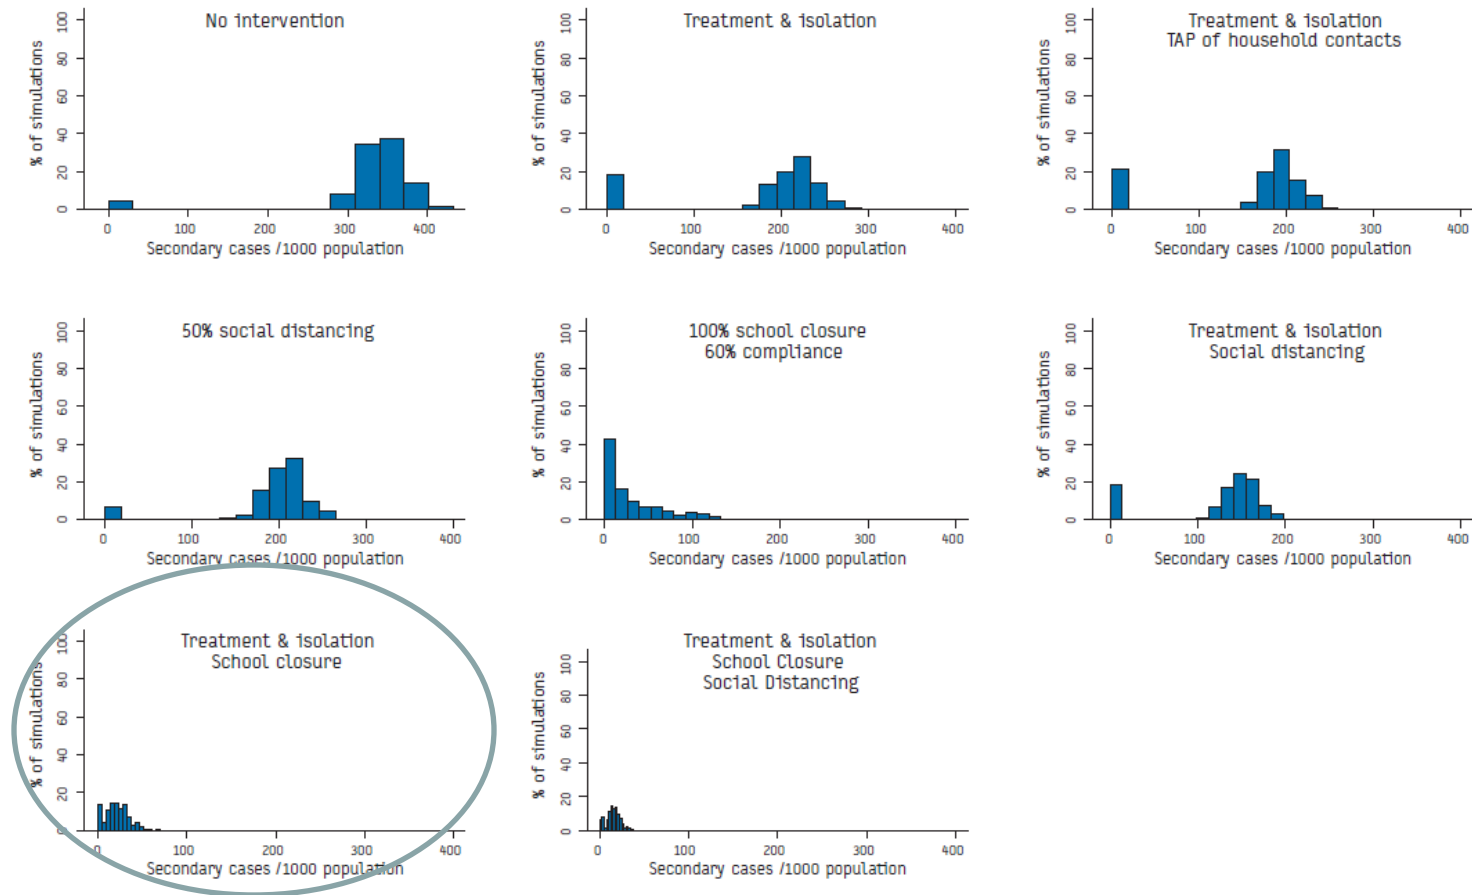 No intervention
% of simulations
0 20 40 60 80 100
0 100 200 300 400
Secondary cases /1000 population
Treatment & isolation
% of simulations
0 20 40 60 80 100
0 100 200 300 400
Secondary cases /1000 population
Treatment & isolation
TAP of household contacts
% of simulations
0 20 40 60 80 100
0 100 200 300 400
Secondary cases /1000 population
50% social distancing
% of simulations
0 20 40 60 80 100
0 100 200 300 400
Secondary cases /1000 population
100% school closure
60% compliance
% of simulations
0 20 40 60 80 100
0 100 200 300 400
Secondary cases /1000 population
Treatment & isolation
Social distancing
% of simulations
0 20 40 60 80 100
0 100 200 300 400
Secondary cases /1000 population
Treatment & isolation
School closure
% of simulations
0 20 40 60 80 100
0 100 200 300 400
Secondary cases /1000 population
Treatment & isolation
School Closure
Social Distancing
% of simulations
0 20 40 60 80 100
0 100 200 300 400
Secondary cases /1000 population